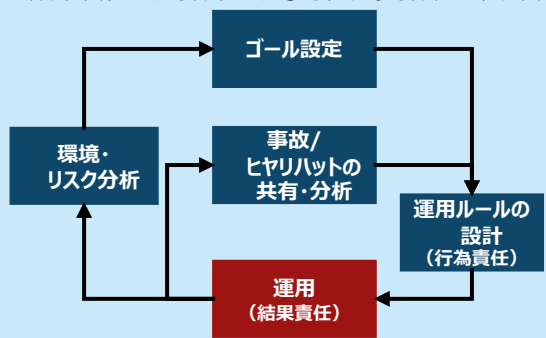 ゴール設定
環境・
リスク分析
事故/
ヒヤリハットの
共有・分析
運用ルールの
設計
（行為責任）
運用
（結果責任）